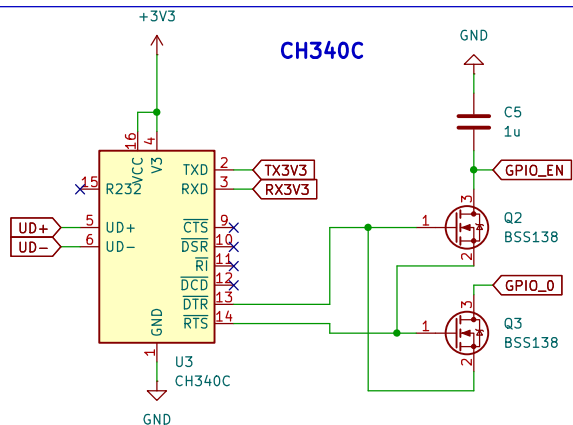 +3V3
CH340C
GND
C5
1u
16
4
VCC
V3
TXD
2
TX3V3
GPIO_EN
15
R232
RXD
3
RX3V3
3
UD+
5
UD+
CTS
9
1
Q2
BSS138
UD-
6
UD-
DSR
10
RI
11
2
DCD
12
GPIO_0
DTR
13
3
GND
RTS
14
1
Q3
BSS138
1
U3
CH340C
2
GND